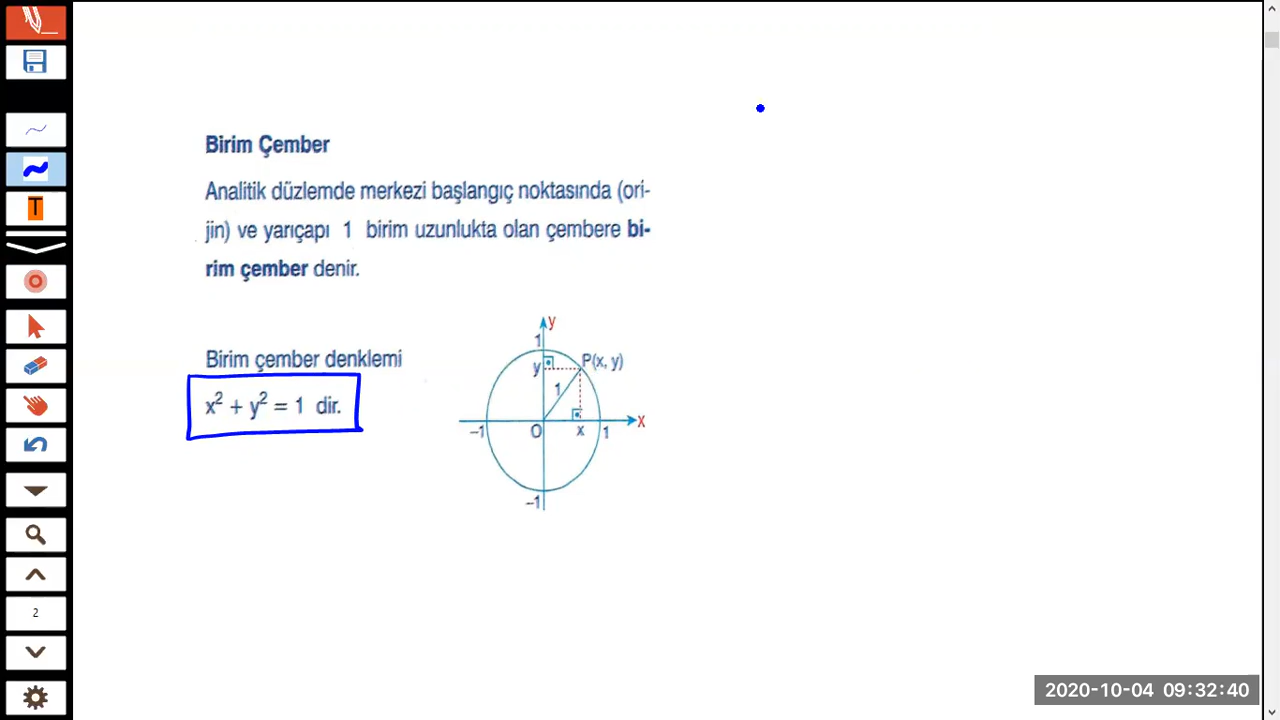 T
2
Birim Çember
Analitik düzlemde merkezi başlangıç noktasında (ori-
jin) ve yarıçapı 1 birim uzunlukta olan çembere bi-
rim çember denir.
Birim çember denklemi
x² + y² = 1 dir.
y
1
y
P(x, y)
1
-1
O
x
1
x
-1
2020-10-04 09:32:40